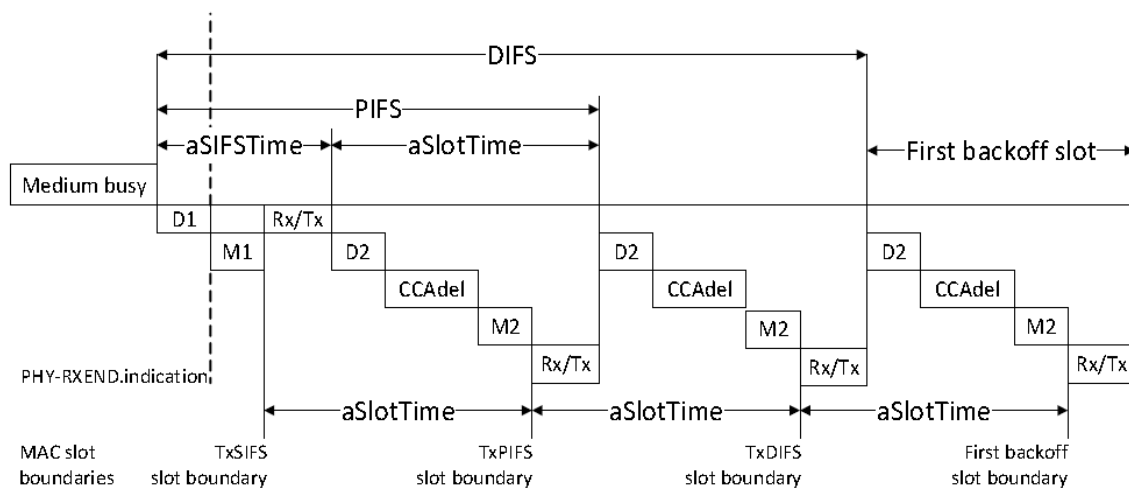 DIFS
PIFS
aSIFSTime
aSlotTime
First backoff slot
Medium busy
D1
Rx/Tx
M1
D2
D2
D2
CCAdel
CCAdel
CCAdel
M2
M2
M2
Rx/Tx
Rx/Tx
Rx/Tx
PHY-RXEND.indication
aSlotTime
aSlotTime
aSlotTime
MAC slot
boundaries
TxSIFS
slot boundary
TxPIFS
slot boundary
TxDIFS
slot boundary
First backoff
slot boundary